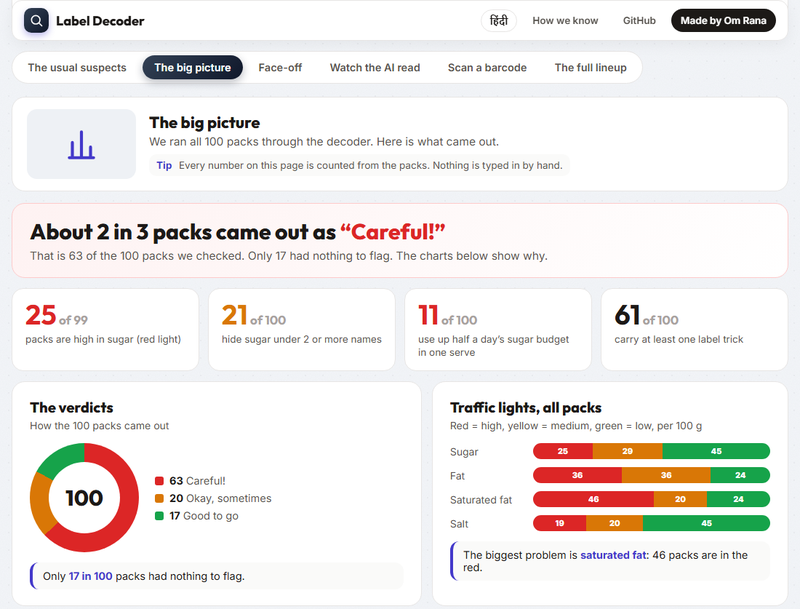 Label Decoder
हिंदी
How we know
GitHub
Made by Om Rana
The usual suspects
The big picture
Face-off
Watch the AI read
Scan a barcode
The full lineup
The big picture
We ran all 100 packs through the decoder. Here is what came out.
Tip Every number on this page is counted from the packs. Nothing is typed in by hand.
About 2 in 3 packs came out as “Careful!”
That is 63 of the 100 packs we checked. Only 17 had nothing to flag. The charts below show why.
25 of 99
packs are high in sugar (red light)
21 of 100
hide sugar under 2 or more names
11 of 100
use up half a day's sugar budget
in one serve
61 of 100
carry at least one label trick
The verdicts
How the 100 packs came out
100
63 Careful!
20 Okay, sometimes
17 Good to go
Only 17 in 100 packs had nothing to flag.
Traffic lights, all packs
Red = high, yellow = medium, green = low, per 100 g
Sugar 25 29 45
Fat 36 36 24
Saturated fat 46 20 24
Salt 19 20 45
The biggest problem is saturated fat: 46 packs are in the
red.